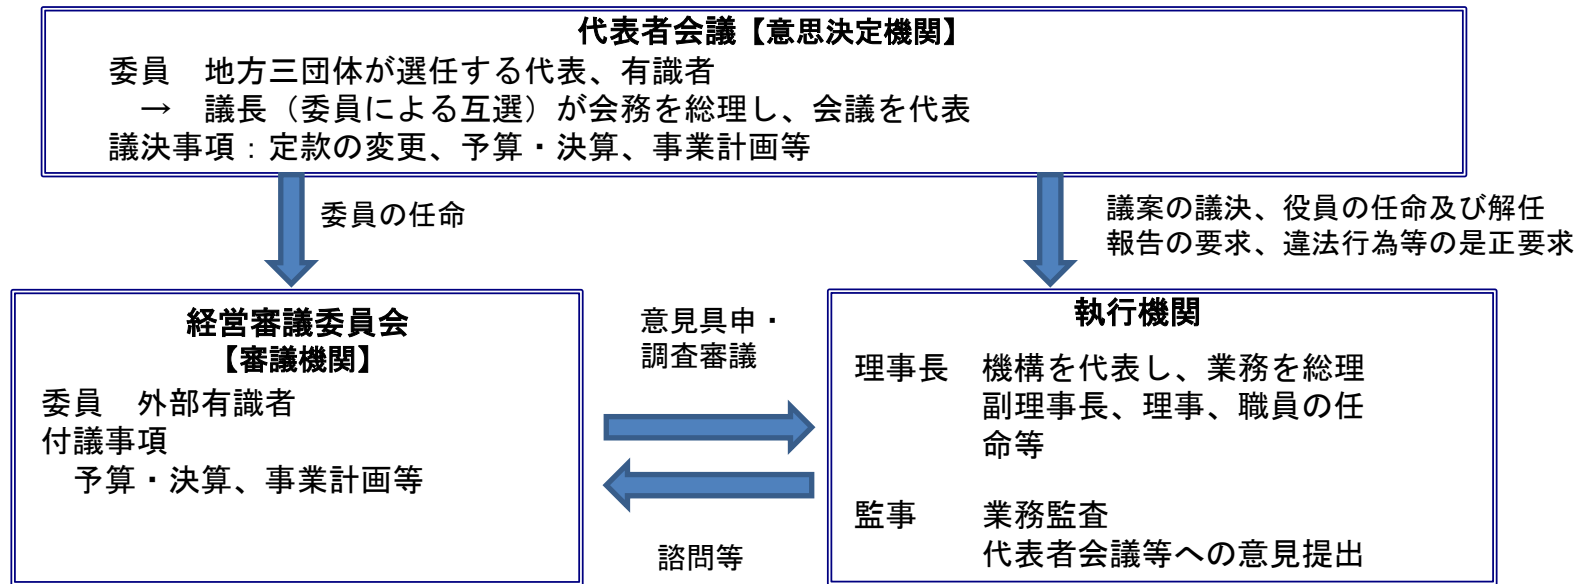 代表者会議【意思決定機関】
委員　地方三団体が選任する代表、有識者
→　議長（委員による互選）が会務を総理し、会議を代表
議決事項：定款の変更、予算・決算、事業計画等
委員の任命
議案の議決、役員の任命及び解任
報告の要求、違法行為等の是正要求
経営審議委員会
【審議機関】
委員　外部有識者
付議事項
予算・決算、事業計画等
意見具申・
調査審議
諮問等
執行機関
理事長　機構を代表し、業務を総理
副理事長、理事、職員の任
命等
監事　業務監査
代表者会議等への意見提出